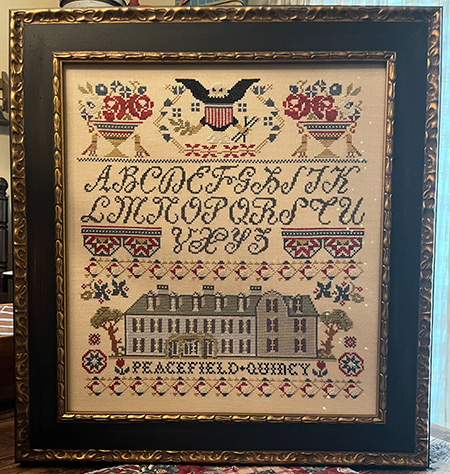 ABCDEFGHIJK
LMNOPQRSTU
VXYZ
PEACEFIELD • QUINCY